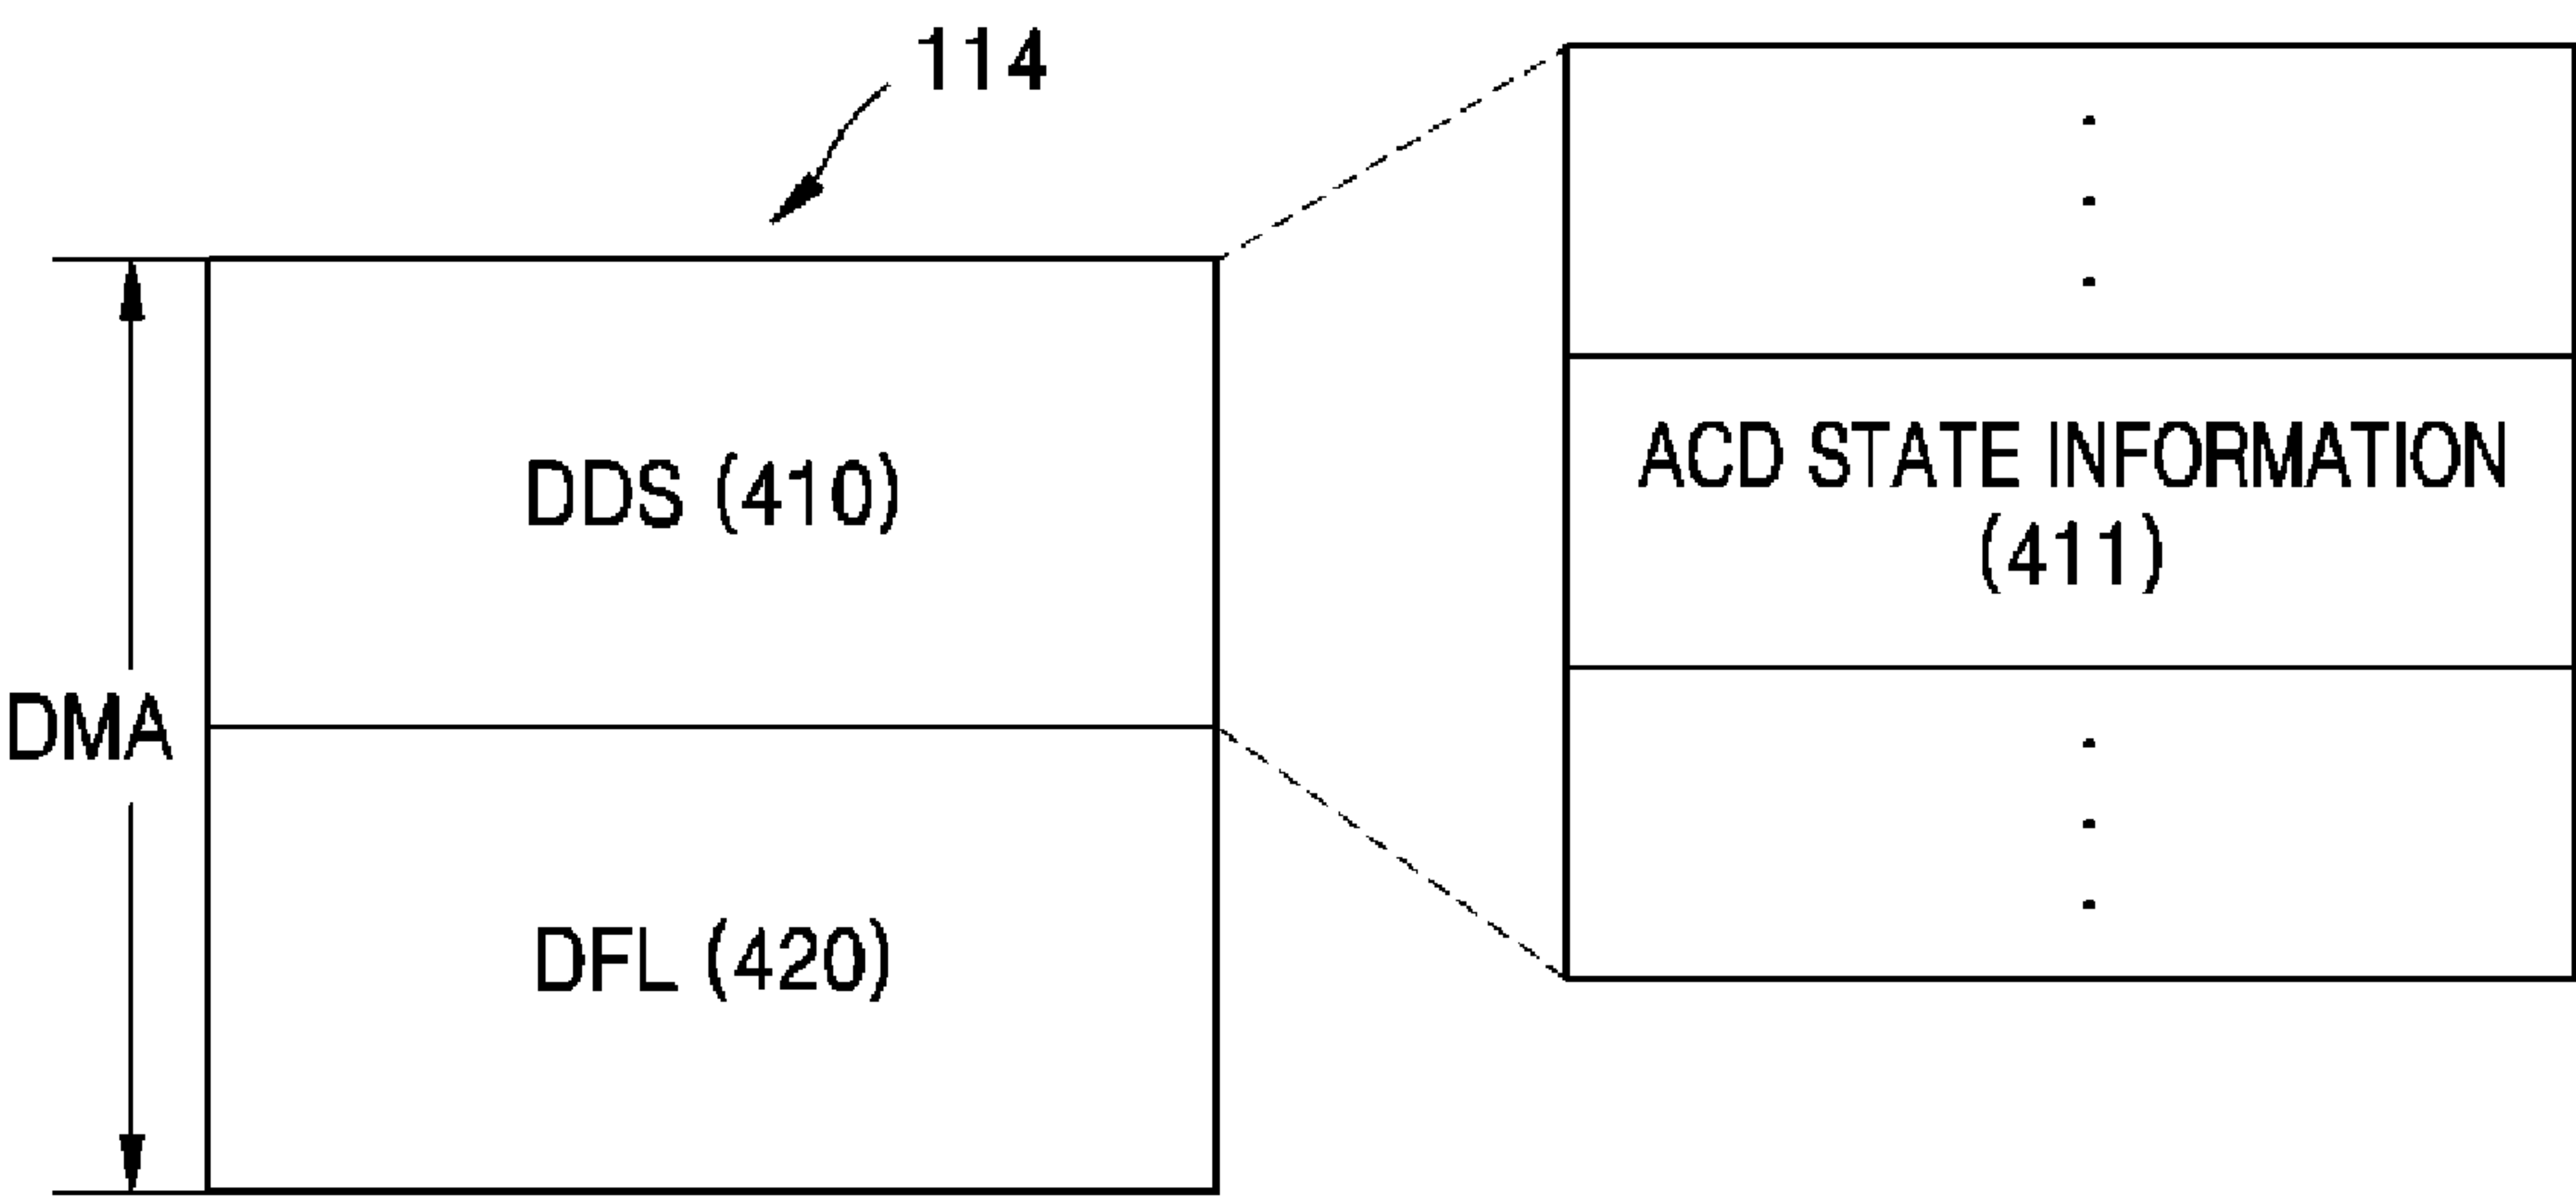 114
DMA
DDS (410)
DFL (420)
ACD STATE INFORMATION
(411)